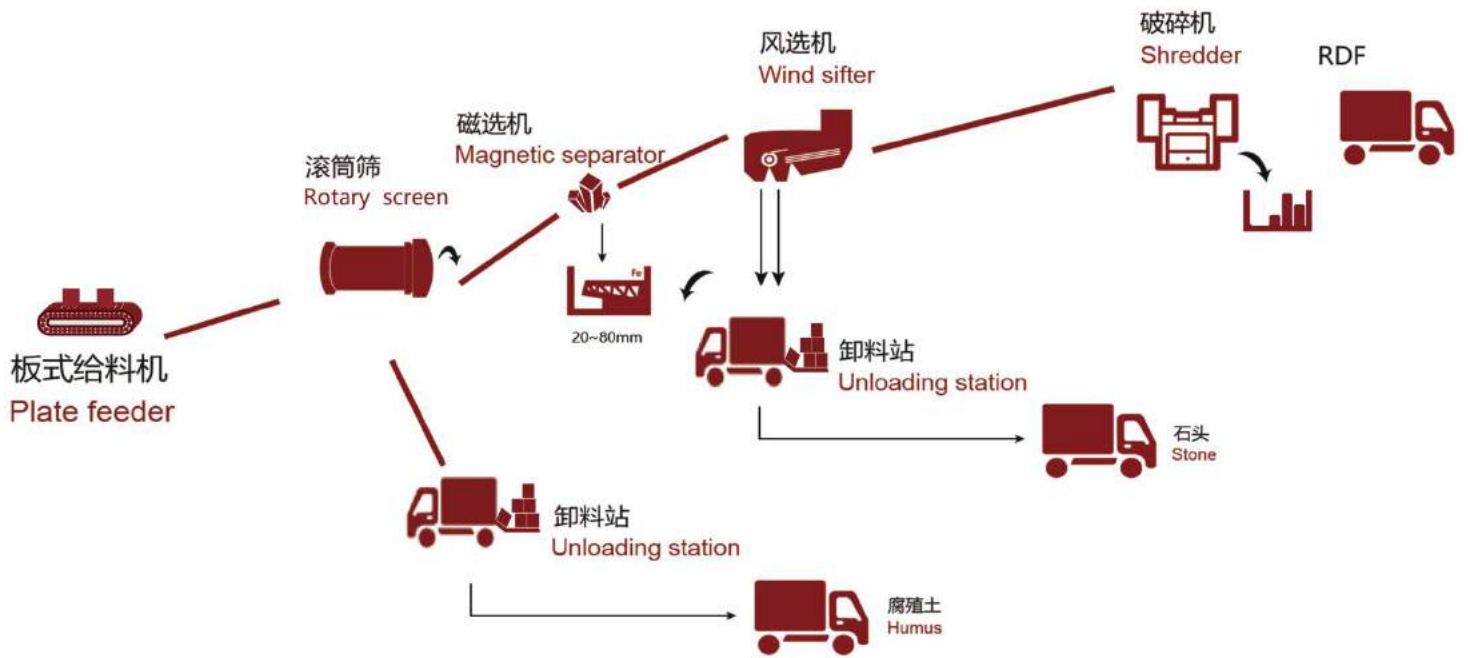 板式给料机
Plate feeder
滚筒筛
Rotary screen
磁选机
Magnetic separator
Fe
20~80mm
风选机
Wind sifter
破碎机
Shredder
RDF
卸料站
Unloading station
石头
Stone
卸料站
Unloading station
腐殖土
Humus